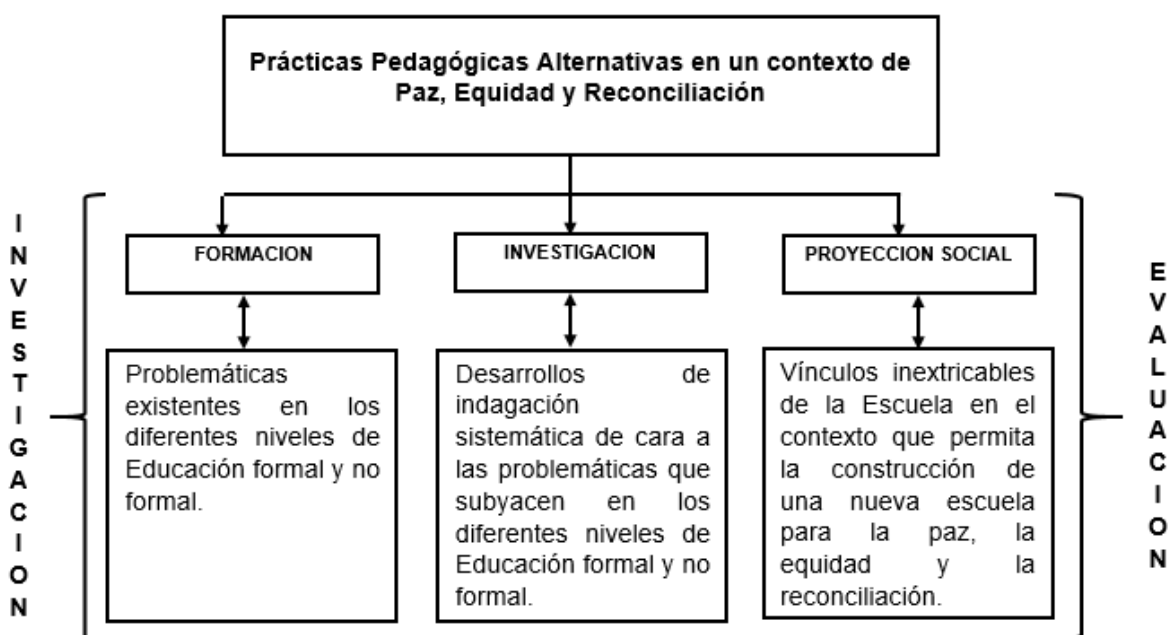 Prácticas Pedagógicas Alternativas en un contexto de
Paz, Equidad y Reconciliación
INVESTIGACION
FORMACION
INVESTIGACION
PROYECCION SOCIAL
EVALUACION
Problemáticas
existentes en los
diferentes niveles de
Educación formal y no
formal.
Desarrollos de
indagación
sistemática de cara a
las problemáticas que
subyacen en los
diferentes niveles de
Educación formal y no
formal.
Vínculos inextricables
de la Escuela en el
contexto que permita
la construcción de
una nueva escuela
para la paz, la
equidad y la
reconciliación.